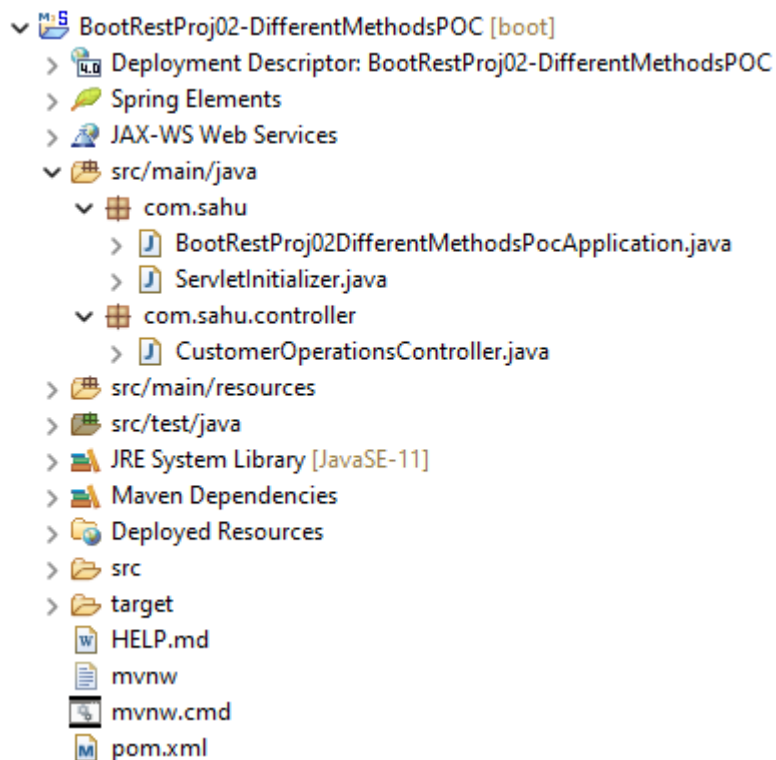 BootRestProj02-DifferentMethodsPOC [boot]
Deployment Descriptor: BootRestProj02-DifferentMethodsPOC
Spring Elements
JAX-WS Web Services
src/main/java
com.sahu
BootRestProj02DifferentMethodsPocApplication.java
ServletInitializer.java
com.sahu.controller
CustomerOperationsController.java
src/main/resources
src/test/java
JRE System Library [JavaSE-11]
Maven Dependencies
Deployed Resources
src
target
HELP.md
mvnw
mvnw.cmd
pom.xml